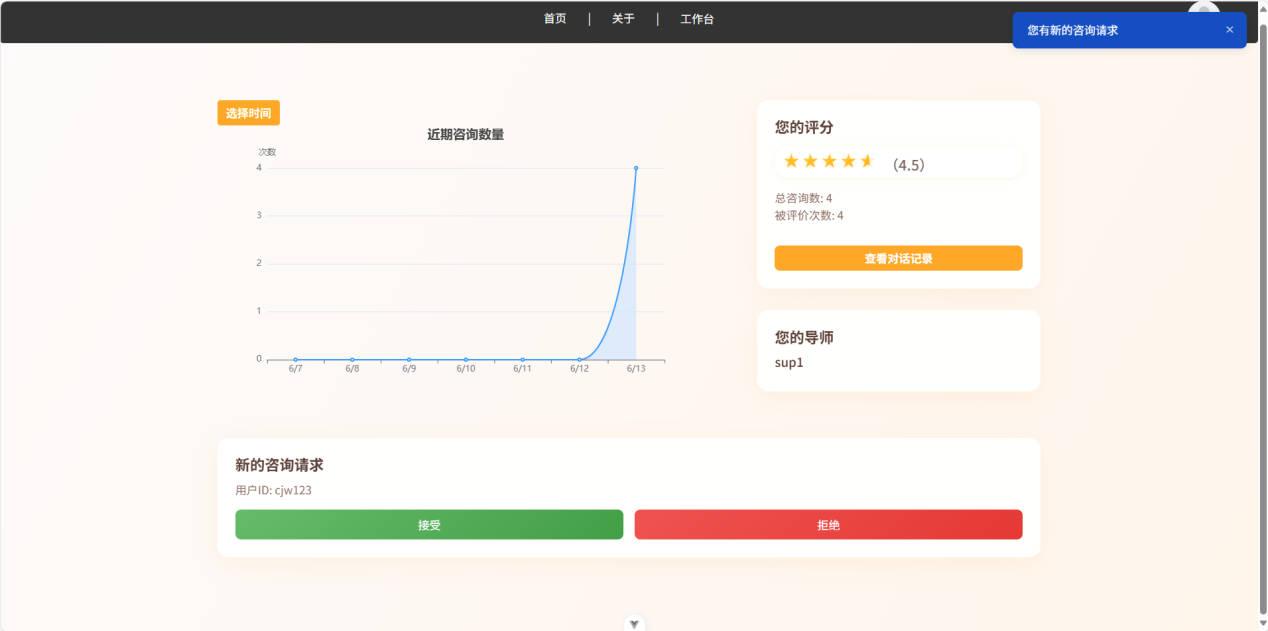 首页 | 关于 | 工作台
您有新的咨询请求 ×
选择时间
近期咨询数量
次数
4
3
2
1
0
6/7 6/8 6/9 6/10 6/11 6/12 6/13
您的评分
(4.5)
总咨询数: 4
被评价次数: 4
查看对话记录
您的导师
sup1
新的咨询请求
用户ID: cjw123
接受 拒绝